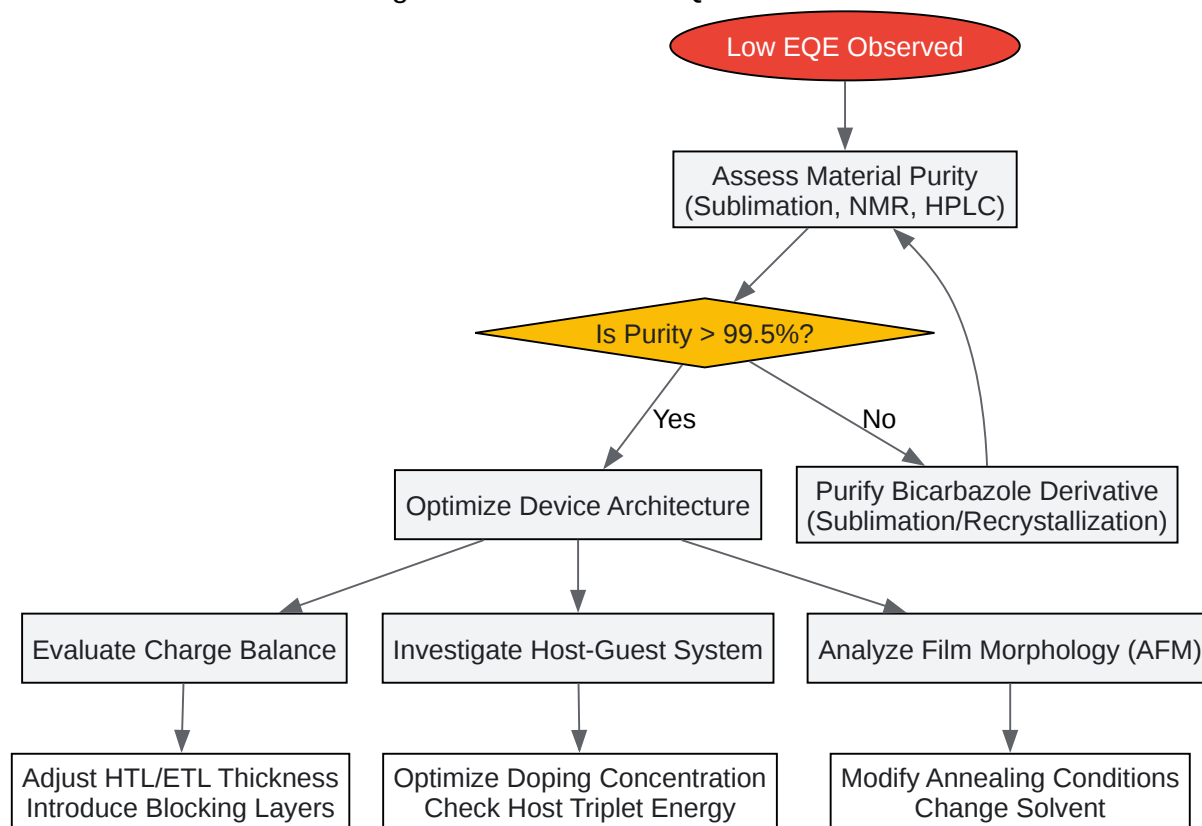 Low EQE Observed
Assess Material Purity
(Sublimation, NMR, HPLC)
Is Purity > 99.5%?
Yes
No
Optimize Device Architecture
Purify Bicarbazole Derivative
(Sublimation/Recrystallization)
Evaluate Charge Balance
Investigate Host-Guest System
Analyze Film Morphology (AFM)
Adjust HTL/ETL Thickness
Introduce Blocking Layers
Optimize Doping Concentration
Check Host Triplet Energy
Modify Annealing Conditions
Change Solvent